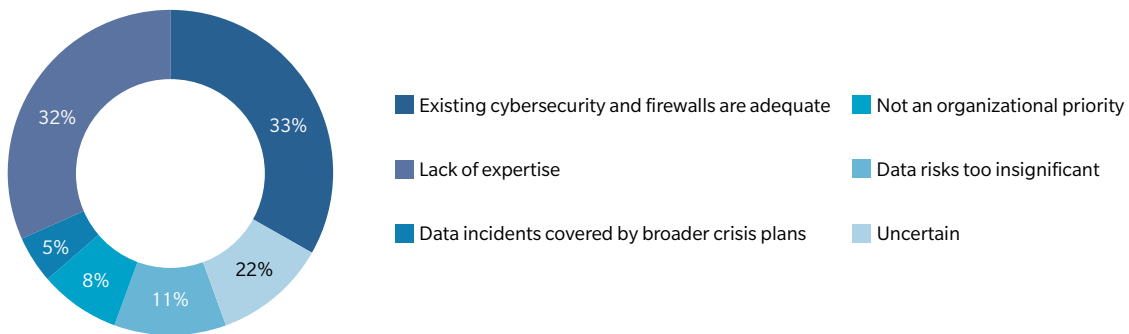 32%
33%
5%
8%
11%
22%
Existing cybersecurity and firewalls are adequate
Not an organizational priority
Lack of expertise
Data risks too insignificant
Data incidents covered by broader crisis plans
Uncertain